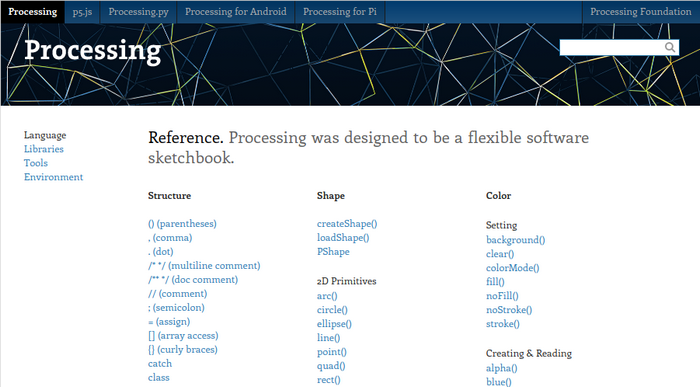 Processing p5.js Processing.py Processing for Android Processing for Pi Processing Foundation
Processing
Language
Libraries
Tools
Environment
Reference. Processing was designed to be a flexible software
sketchbook.
Structure
() (parentheses)
, (comma)
. (dot)
/* */ (multiline comment)
/** */ (doc comment)
// (comment)
; (semicolon)
= (assign)
[] (array access)
{} (curly braces)
catch
class
Shape
createShape()
loadShape()
PShape
2D Primitives
arc()
circle()
ellipse()
line()
point()
quad()
rect()
Color
Setting
background()
clear()
colorMode()
fill()
noFill()
noStroke()
stroke()
Creating & Reading
alpha()
blue()